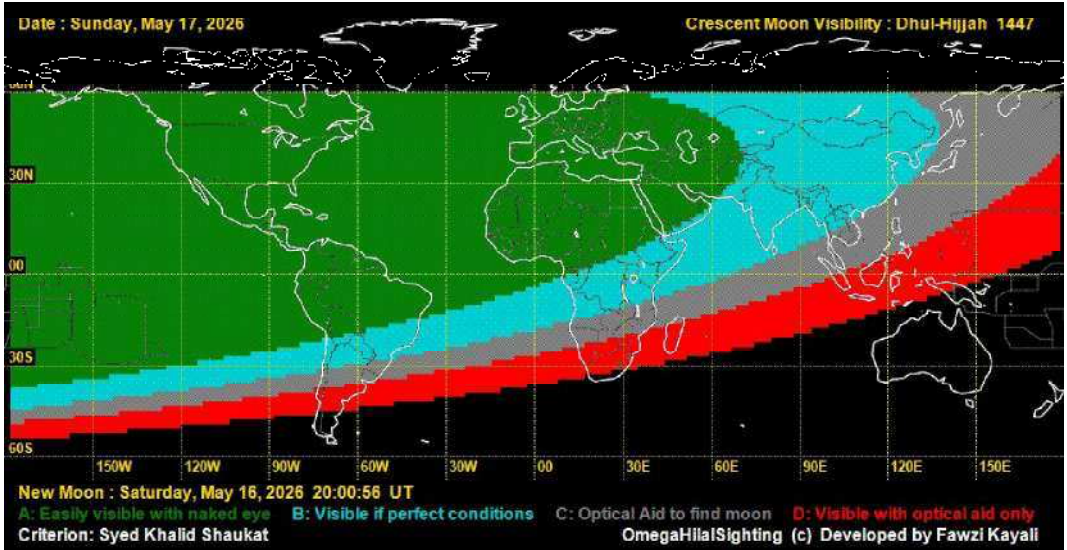 Date : Sunday, May 17, 2026
Crescent Moon Visibility : Dhul-Hijjah 1447
30N
00
30S
60S
150W 120W 90W 60W 30W 00 30E 60E 90E 120E 150E
New Moon : Saturday, May 16, 2026 20:00:56 UT
A: Easily visible with naked eye B: Visible if perfect conditions C: Optical Aid to find moon D: Visible with optical aid only
Criterion: Syed Khalid Shaukat OmegaHilalSighting (c) Developed by Fawzi Kayali